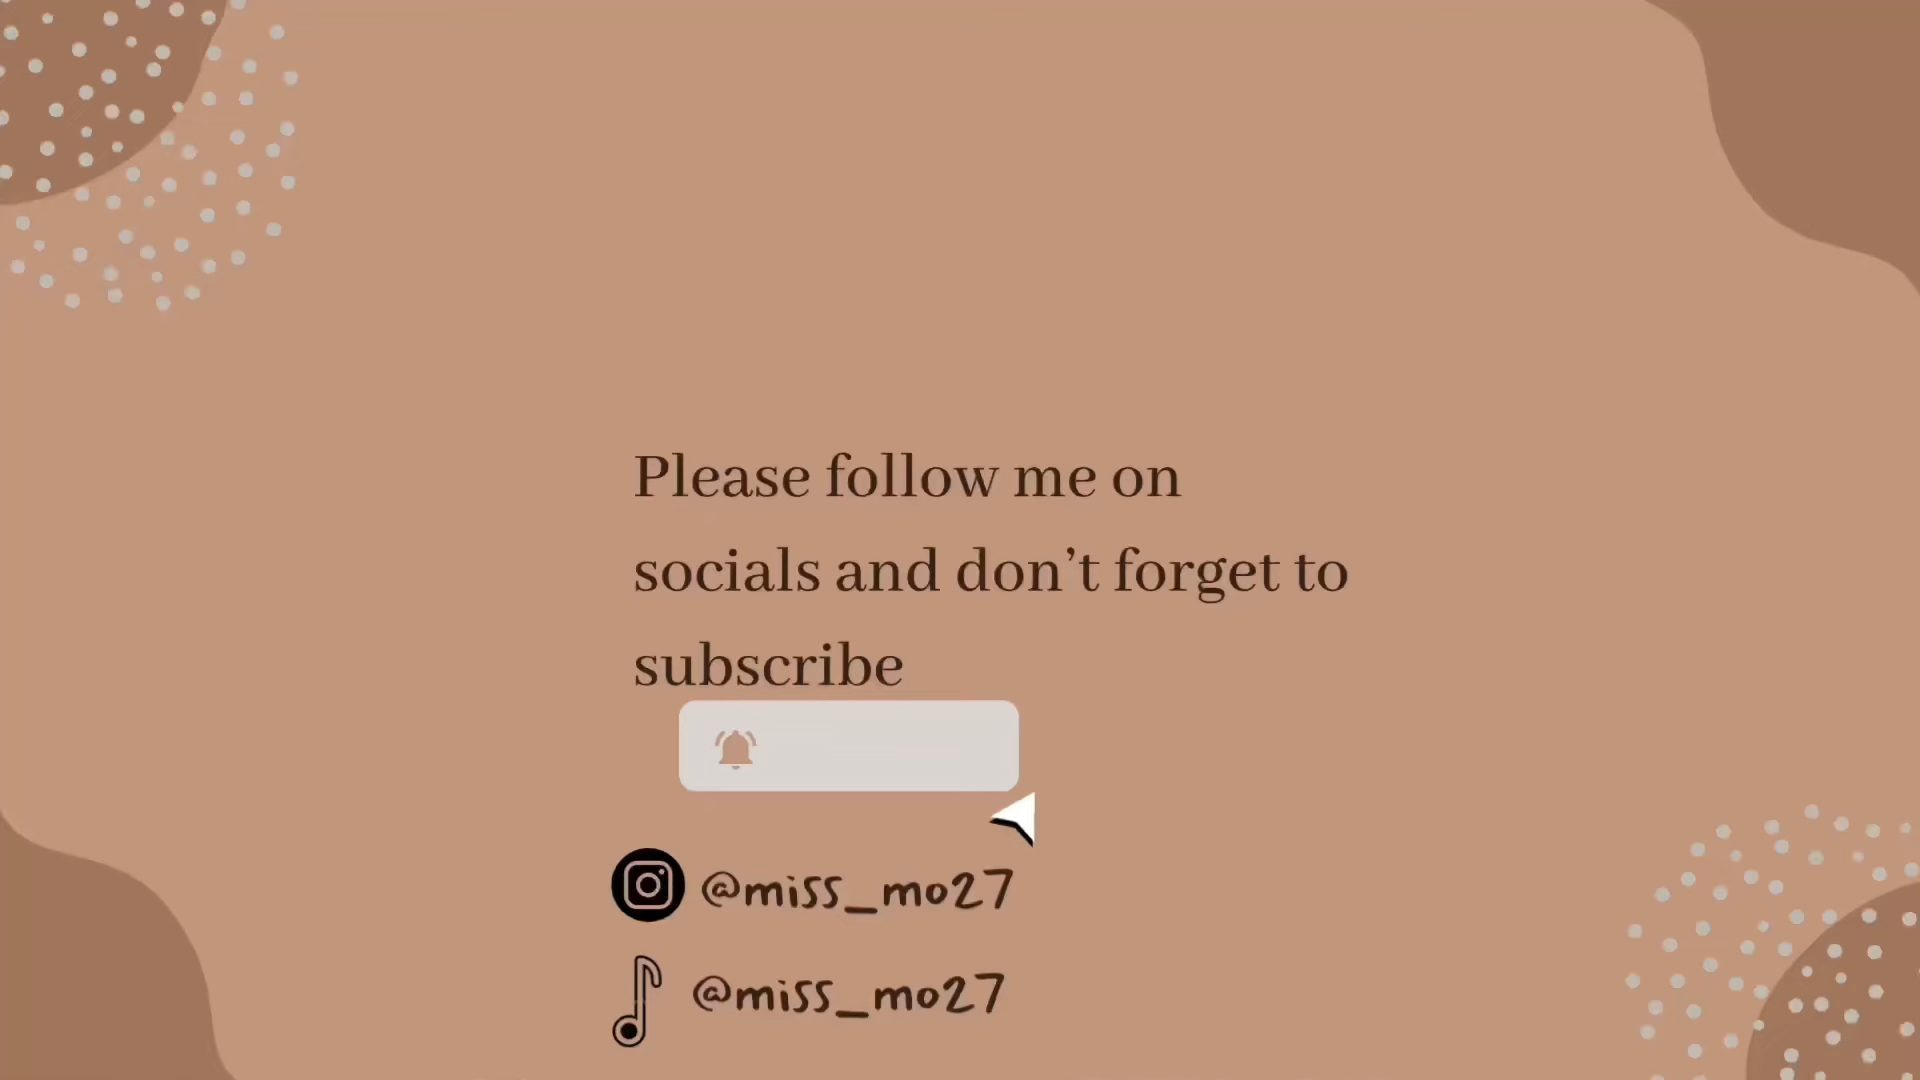 Please follow me on
socials and don’t forget to
subscribe
@miss_mo27
@miss_mo27